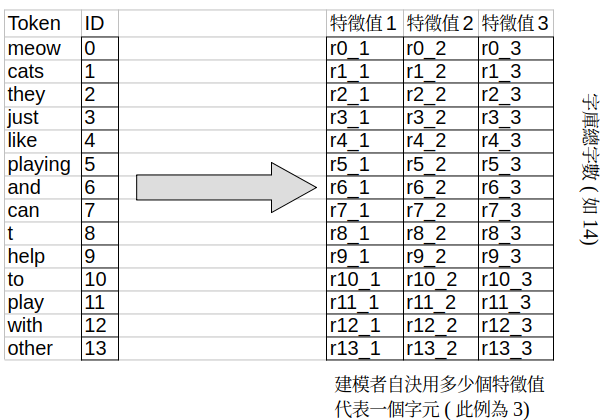 Token ID 特徵值 1 特徵值 2 特徵值 3
meow 0 r0_1 r0_2 r0_3
cats 1 r1_1 r1_2 r1_3
they 2 r2_1 r2_2 r2_3
just 3 r3_1 r3_2 r3_3
like 4 r4_1 r4_2 r4_3
playing 5 r5_1 r5_2 r5_3
and 6 r6_1 r6_2 r6_3
can 7 r7_1 r7_2 r7_3
t 8 r8_1 r8_2 r8_3
help 9 r9_1 r9_2 r9_3
to 10 r10_1 r10_2 r10_3
play 11 r11_1 r11_2 r11_3
with 12 r12_1 r12_2 r12_3
other 13 r13_1 r13_2 r13_3
字庫總字數 ( 如 14)
建模者自決用多少個特徵值
代表一個字元 ( 此例為 3)